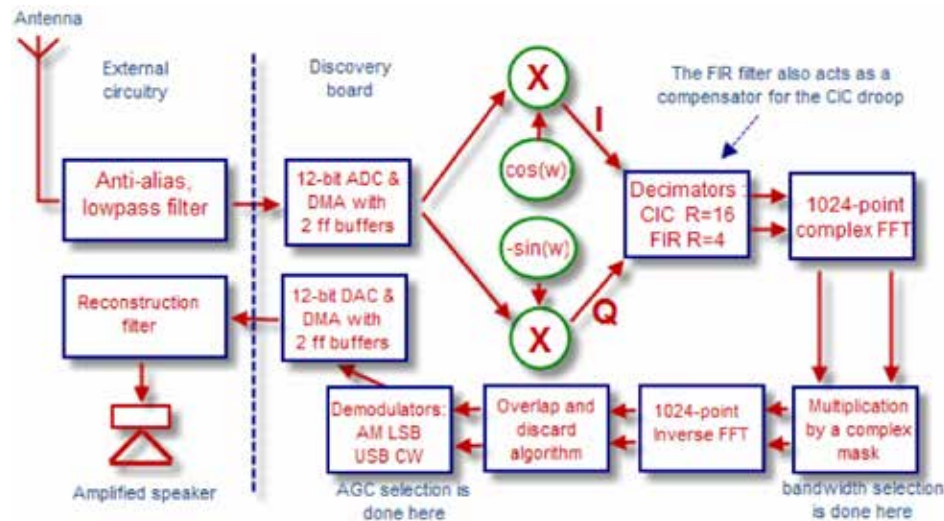 Antenna
External
circuitry
Discovery
board
The FIR filter also acts as a
compensator for the CIC droop
X
I
cos(w)
Anti-alias,
lowpass filter
12-bit ADC &
DMA with
2 ff buffers
Decimators :
CIC R=16
FIR R=4
1024-point
complex FFT
-sin(w)
X
Q
Reconstruction
filter
12-bit DAC &
DMA with
2 ff buffers
Demodulators:
AM LSB
USB CW
Overlap and
discard
algorithm
1024-point
Inverse FFT
Multiplication
by a complex
mask
Amplified speaker
AGC selection is
done here
bandwidth selection
is done here